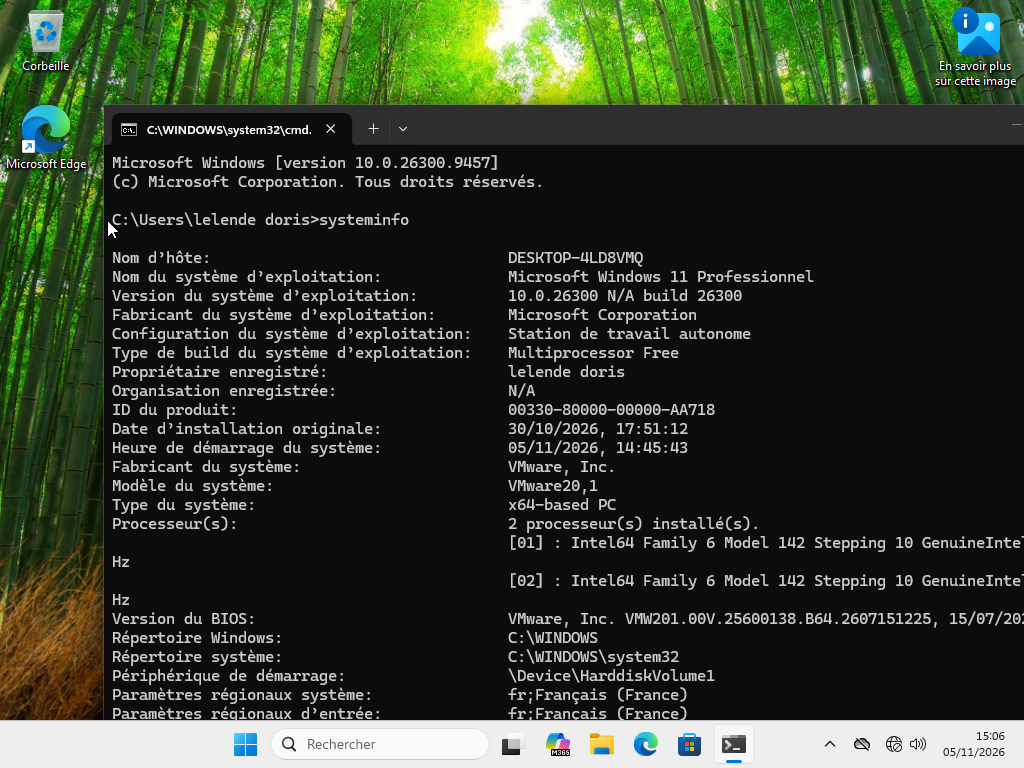 Corbeille
En savoir plus
sur cette image
Microsoft Edge
C:\WINDOWS\system32\cmd.
Microsoft Windows [version 10.0.26300.9457]
(c) Microsoft Corporation. Tous droits réservés.
C:\Users\lelende doris>systeminfo
Nom d’hôte: DESKTOP-4LD8VMQ
Nom du système d’exploitation: Microsoft Windows 11 Professionnel
Version du système d’exploitation: 10.0.26300 N/A build 26300
Fabricant du système d’exploitation: Microsoft Corporation
Configuration du système d’exploitation: Station de travail autonome
Type de build du système d’exploitation: Multiprocessor Free
Propriétaire enregistré: lelende doris
Organisation enregistrée: N/A
ID du produit: 00330-80000-00000-AA718
Date d’installation originale: 30/10/2026, 17:51:12
Heure de démarrage du système: 05/11/2026, 14:45:43
Fabricant du système: VMware, Inc.
Modèle du système: VMware20,1
Type du système: x64-based PC
Processeur(s): 2 processeur(s) installé(s).
[01] : Intel64 Family 6 Model 142 Stepping 10 GenuineIntel
Hz
[02] : Intel64 Family 6 Model 142 Stepping 10 GenuineIntel
Hz
Version du BIOS: VMware, Inc. VMW201.00V.25600138.B64.2607151225, 15/07/202
Répertoire Windows: C:\WINDOWS
Répertoire système: C:\WINDOWS\system32
Périphérique de démarrage: \Device\HarddiskVolume1
Paramètres régionaux système: fr;Français (France)
Paramètres régionaux d’entrée: fr;Français (France)
Rechercher
M365
15:06
05/11/2026